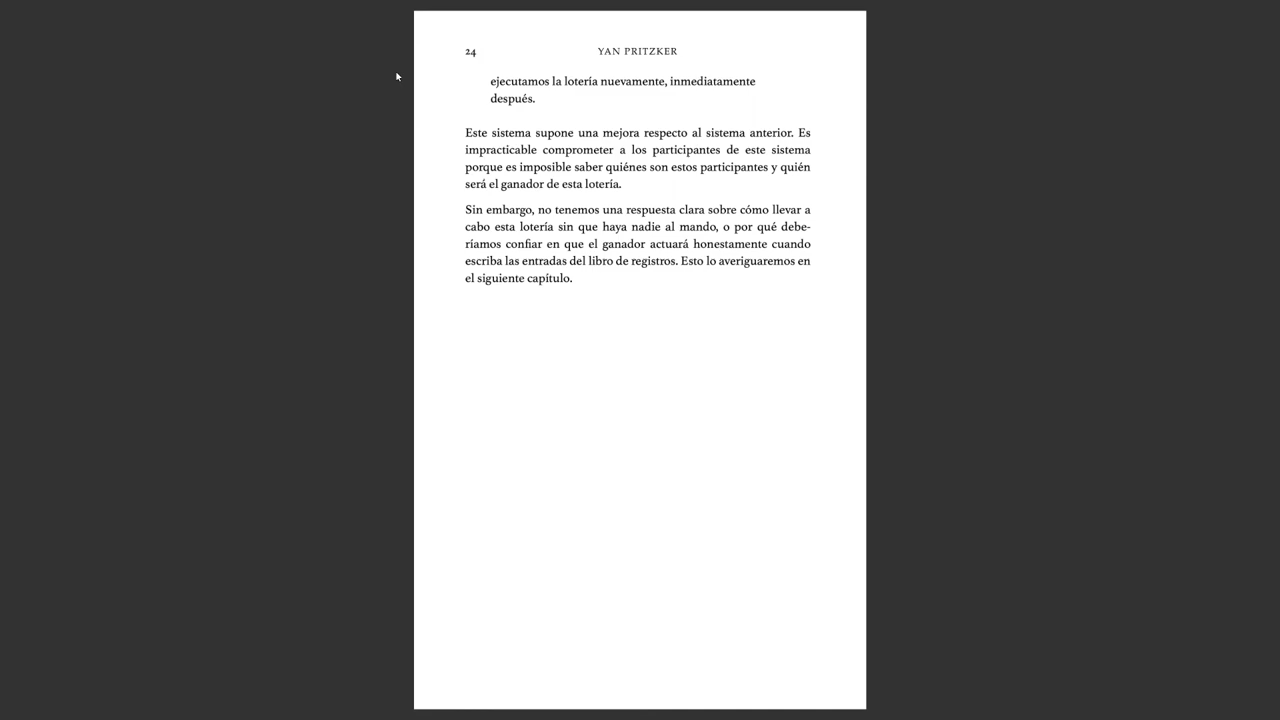 24
YAN PRITZKER
ejecutamos la lotería nuevamente, inmediatamente
después.
Este sistema supone una mejora respecto al sistema anterior. Es
impracticable comprometer a los participantes de este sistema
porque es imposible saber quiénes son estos participantes y quién
será el ganador de esta lotería.
Sin embargo, no tenemos una respuesta clara sobre cómo llevar a
cabo esta lotería sin que haya nadie al mando, o por qué debe-
ríamos confiar en que el ganador actuará honestamente cuando
escriba las entradas del libro de registros. Esto lo averiguaremos en
el siguiente capítulo.